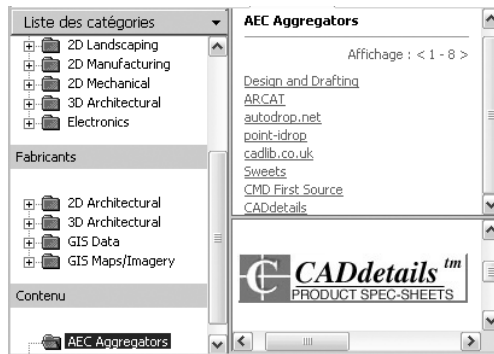 Liste des catégories
2D Landscaping
2D Manufacturing
2D Mechanical
3D Architectural
Electronics
Fabricants
2D Architectural
3D Architectural
GIS Data
GIS Maps/Imagery
Contenu
AEC Aggregators
AEC Aggregators
Affichage : < 1 - 8 >
Design and Drafting
ARCAT
autodrop.net
point-idrop
cadlib.co.uk
Sweets
CMD First Source
CADdetails
CADdetails tm
PRODUCT SPEC-SHEETS